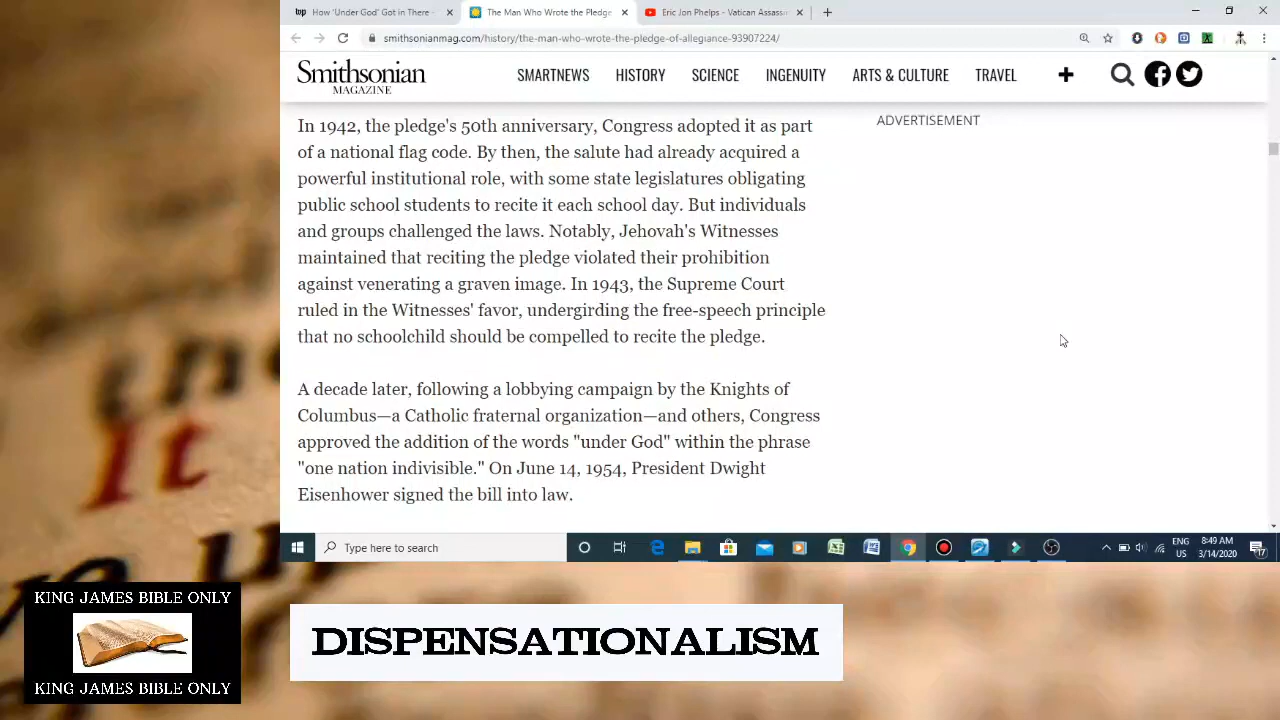 How 'Under God' Got in There -
The Man Who Wrote the Pledge
Eric Jon Phelps - Vatican Assass
smithsonianmag.com/history/the-man-who-wrote-the-pledge-of-allegiance-93907224/
Smithsonian
MAGAZINE
SMARTNEWS
HISTORY
SCIENCE
INGENUITY
ARTS & CULTURE
TRAVEL
In 1942, the pledge's 50th anniversary, Congress adopted it as part
of a national flag code. By then, the salute had already acquired a
powerful institutional role, with some state legislatures obligating
public school students to recite it each school day. But individuals
and groups challenged the laws. Notably, Jehovah's Witnesses
maintained that reciting the pledge violated their prohibition
against venerating a graven image. In 1943, the Supreme Court
ruled in the Witnesses' favor, undergirding the free-speech principle
that no schoolchild should be compelled to recite the pledge.
A decade later, following a lobbying campaign by the Knights of
Columbus—a Catholic fraternal organization—and others, Congress
approved the addition of the words "under God" within the phrase
"one nation indivisible." On June 14, 1954, President Dwight
Eisenhower signed the bill into law.
ADVERTISEMENT
It
Type here to search
ENG
US
8:49 AM
3/14/2020
17
KING JAMES BIBLE ONLY
KING JAMES BIBLE ONLY
DISPENSATIONALISM